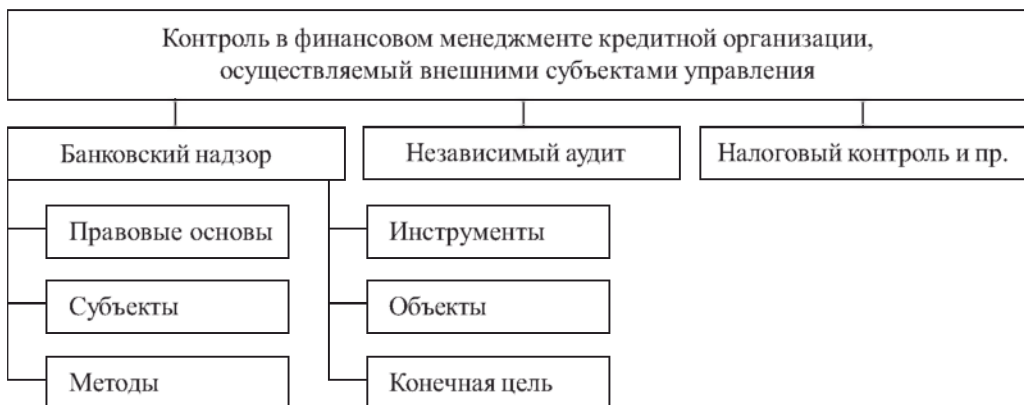 Контроль в финансовом менеджменте кредитной организации,
осуществляемый внешними субъектами управления
Банковский надзор
Независимый аудит
Налоговый контроль и пр.
Правовые основы
Инструменты
Субъекты
Объекты
Методы
Конечная цель